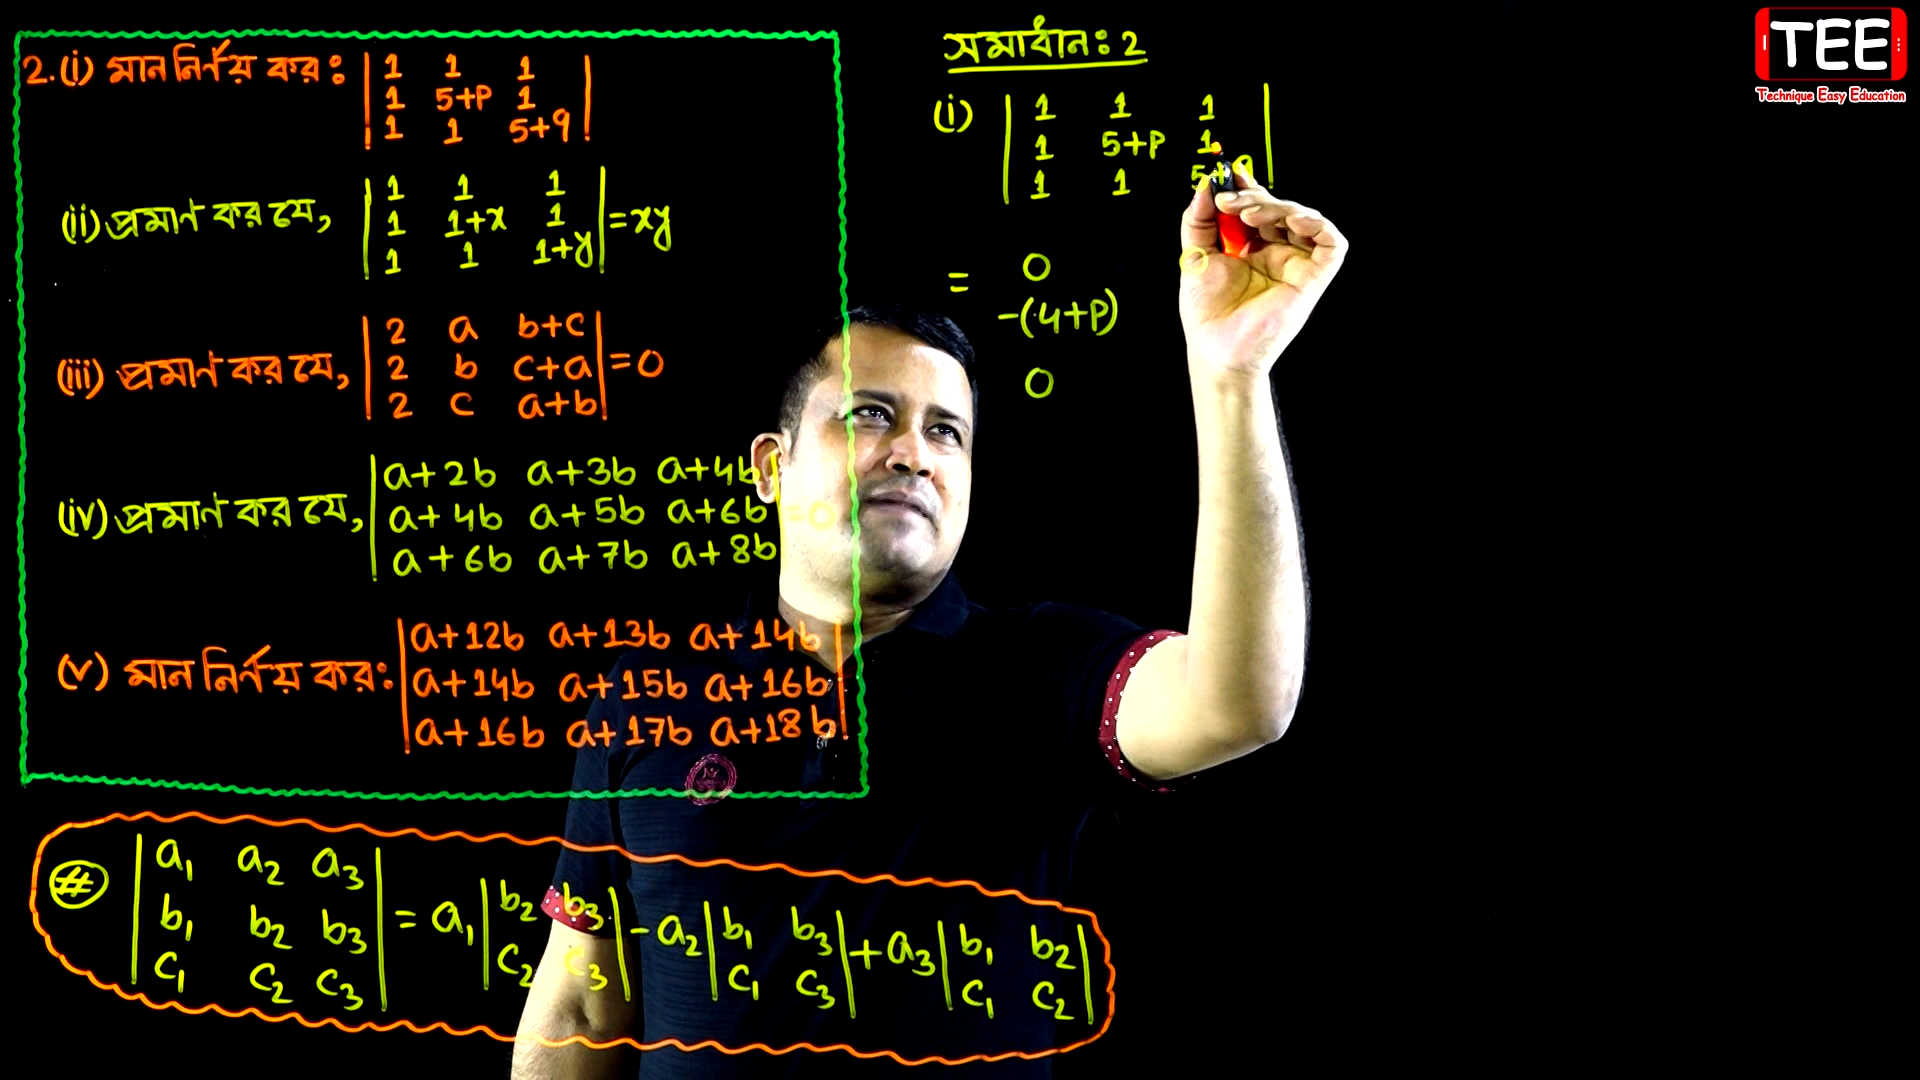 2.(i) মান নির্ণয় কর: | 1 1 1 |
| 1 5+P 1 |
| 1 1 5+9 |
(ii) প্রমাণ কর যে, | 1 1 1 |
| 1 1+x 1 | = xy
| 1 1 1+y |
(iii) প্রমাণ কর যে, | 2 a b+c |
| 2 b c+a | = 0
| 2 c a+b |
(iv) প্রমাণ কর যে, | a+2b a+3b a+4b |
| a+4b a+5b a+6b | = 0
| a+6b a+7b a+8b |
(v) মান নির্ণয় কর: | a+12b a+13b a+14b |
| a+14b a+15b a+16b |
| a+16b a+17b a+18b |
# | a₁ a₂ a₃ |
| b₁ b₂ b₃ | = a₁ | b₂ b₃ | - a₂ | b₁ b₃ | + a₃ | b₁ b₂ |
| c₁ c₂ c₃ | | c₂ c₃ | | c₁ c₃ | | c₁ c₂ |
সমাধান: 2
(i) | 1 1 1 |
| 1 5+P 1 |
| 1 1 5+9 |
= 0 0
-(4+P)
0
TEE
Technique Easy Education